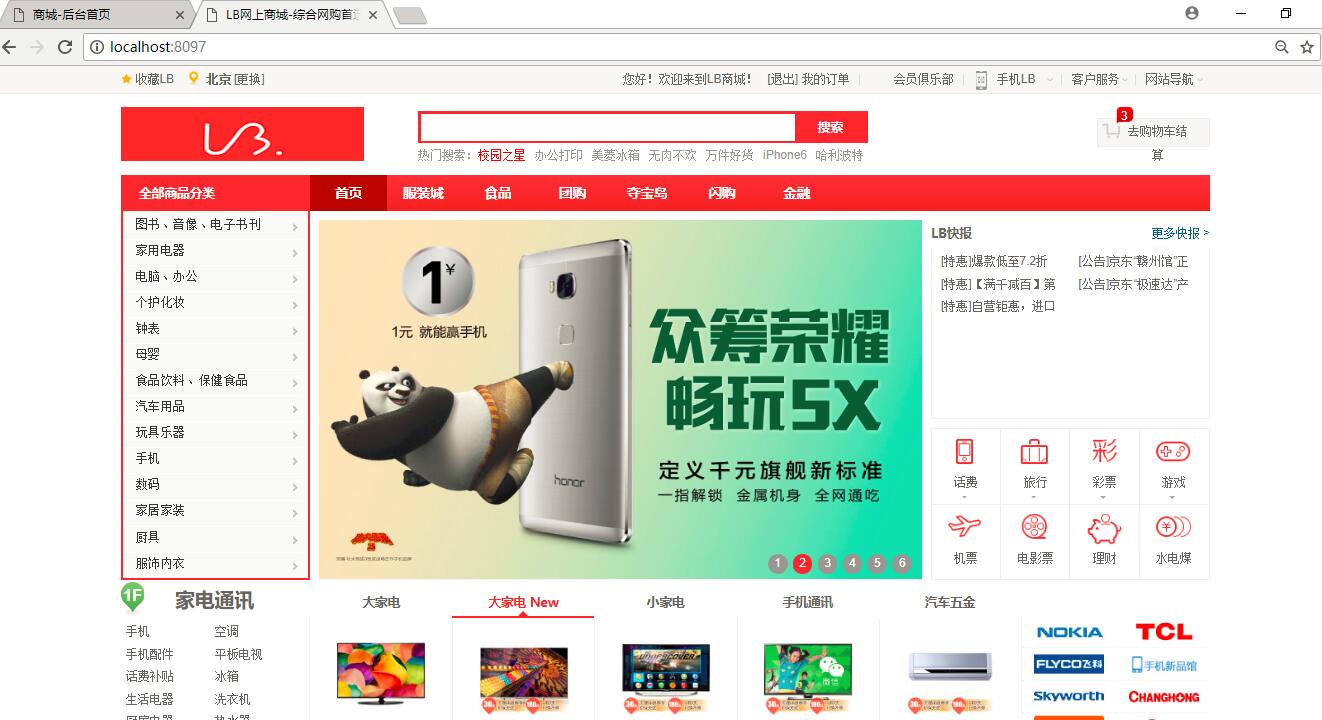 商城-后台首页
LB网上商城-综合网购首
localhost:8097
收藏LB 北京 [更换]
您好！欢迎来到LB商城！ [退出] 我的订单 会员俱乐部 手机LB 客户服务 网站导航
LB.
搜索
3
去购物车结
算
热门搜索： 校园之星 办公打印 美菱冰箱 无肉不欢 万件好货 iPhone6 哈利波特
全部商品分类 首页 服装城 食品 团购 夺宝岛 闪购 金融
图书、音像、电子书刊
家用电器
电脑、办公
个护化妆
钟表
母婴
食品饮料、保健食品
汽车用品
玩具乐器
手机
数码
家居家装
厨具
服饰内衣
1¥
1元 就能赢手机
honor
众筹荣耀
畅玩5X
定义千元旗舰新标准
一指解锁 金属机身 全网通吃
1 2 3 4 5 6
LB快报 更多快报 >
[特惠]爆款低至7.2折 [公告]京东“赣州馆”正
[特惠]【满千减百】第 [公告]京东“极速达”产
[特惠]自营钜惠，进口
话费 旅行 彩 彩票 游戏
机票 电影票 理财 ¥ 水电煤
1F 家电通讯 大家电 大家电 New 小家电 手机通讯 汽车五金
手机 空调
手机配件 平板电视
话费补贴 冰箱
生活电器 洗衣机
厨房电器 热水器
微信
NOKIA TCL
FLYCO飞科 手机新品馆
Skyworth CHANGHONG